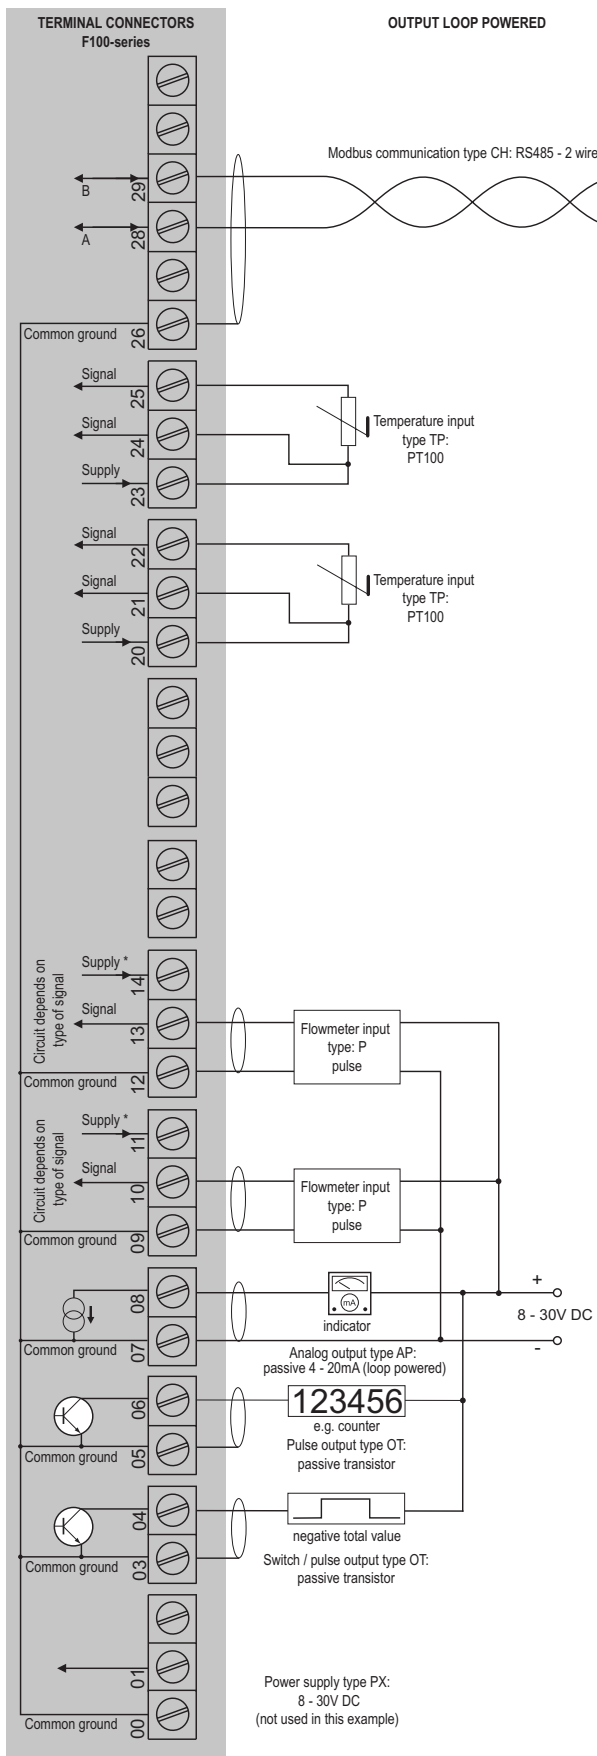 TERMINAL CONNECTORS
F100-series
OUTPUT LOOP POWERED
Modbus communication type CH: RS485 - 2 wire
29
B
28
A
26
Common ground
Signal
25
Signal
24
Supply
23
Temperature input
type TP:
PT100
Signal
22
Signal
21
Supply
20
Temperature input
type TP:
PT100
Circuit depends on
type of signal
Supply *
14
Signal
13
Common ground
12
Flowmeter input
type: P
pulse
Circuit depends on
type of signal
Supply *
11
Signal
10
Common ground
09
Flowmeter input
type: P
pulse
08
mA
indicator
+
8 - 30V DC
-
Common ground
07
Analog output type AP:
passive 4 - 20mA (loop powered)
06
123456
e.g. counter
Common ground
05
Pulse output type OT:
passive transistor
04
negative total value
Common ground
03
Switch / pulse output type OT:
passive transistor
01
Common ground
00
Power supply type PX:
8 - 30V DC
(not used in this example)